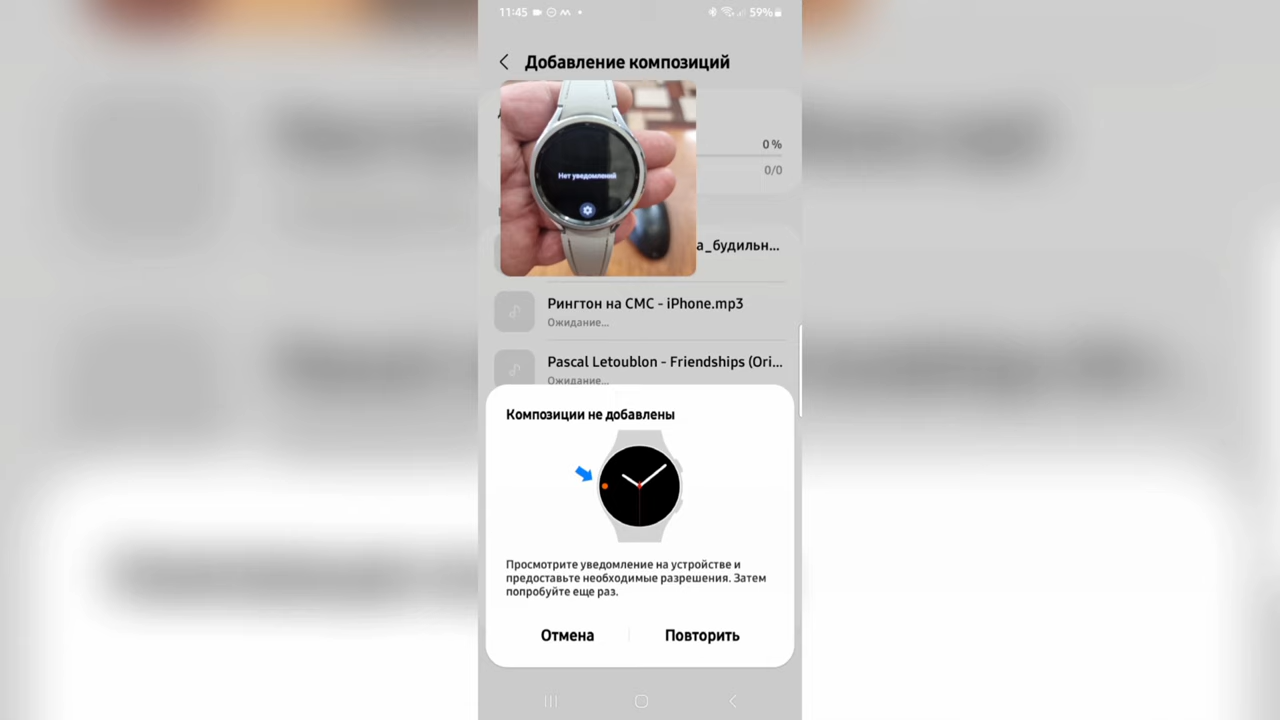 11:45
59%
Добавление композиций
0 %
0/0
Нет уведомлений
а_будильн...
Рингтон на СМС - iPhone.mp3
Ожидание...
Pascal Letoublon - Friendships (Ori...
Ожидание...
Композиции не добавлены
Просмотрите уведомление на устройстве и
предоставьте необходимые разрешения. Затем
попробуйте еще раз.
Отмена
Повторить